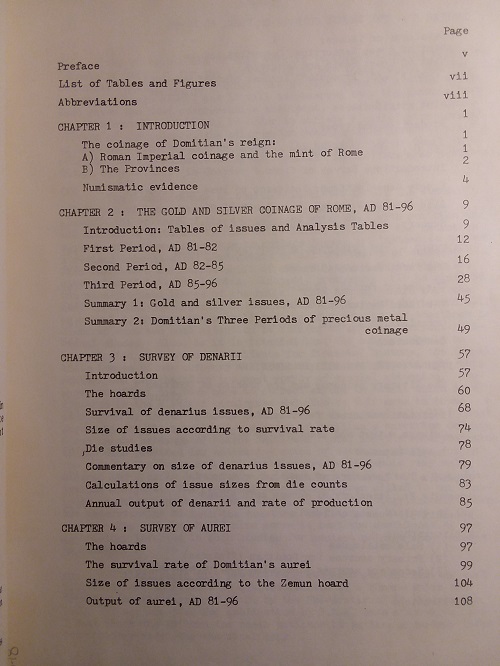 Page
Preface v
List of Tables and Figures vii
Abbreviations viii
CHAPTER 1 : INTRODUCTION 1
The coinage of Domitian's reign: 1
A) Roman Imperial coinage and the mint of Rome 1
B) The Provinces 2
Numismatic evidence 4
CHAPTER 2 : THE GOLD AND SILVER COINAGE OF ROME, AD 81-96 9
Introduction: Tables of issues and Analysis Tables 9
First Period, AD 81-82 12
Second Period, AD 82-85 16
Third Period, AD 85-96 28
Summary 1: Gold and silver issues, AD 81-96 45
Summary 2: Domitian's Three Periods of precious metal
coinage 49
CHAPTER 3 : SURVEY OF DENARII 57
Introduction 57
The hoards 60
Survival of denarius issues, AD 81-96 68
Size of issues according to survival rate 74
Die studies 78
Commentary on size of denarius issues, AD 81-96 79
Calculations of issue sizes from die counts 83
Annual output of denarii and rate of production 85
CHAPTER 4 : SURVEY OF AUREI 97
The hoards 97
The survival rate of Domitian's aurei 99
Size of issues according to the Zemun hoard 104
Output of aurei, AD 81-96 108